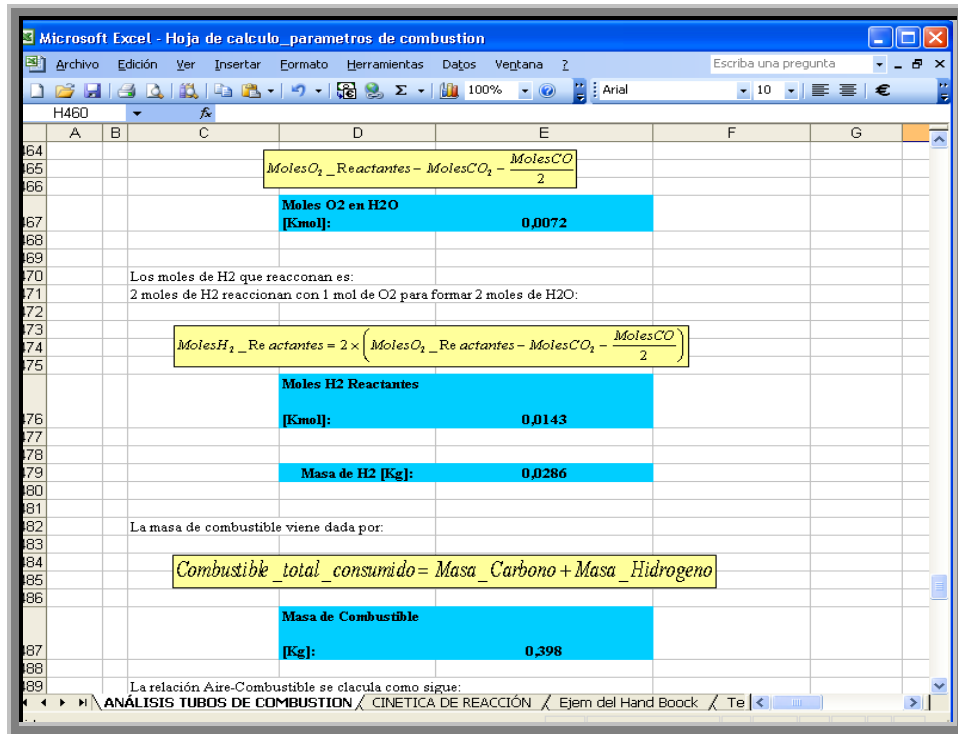 Microsoft Excel - Hoja de calculo_parametros de combustion
Archivo Edición Ver Insertar Formato Herramientas Datos Ventana ? Escriba una pregunta
Σ 100% Arial 10 €
H460 fx
A B C D E F G
464
465
466
MolesO₂_Reactantes − MolesCO₂ − MolesCO/2
Moles O2 en H2O
467 [Kmol]: 0,0072
468
469
470 Los moles de H2 que reacconan es:
471 2 moles de H2 reaccionan con 1 mol de O2 para formar 2 moles de H2O:
472
473
474
475
MolesH₂_Re actantes = 2 × (MolesO₂_Re actantes − MolesCO₂ − MolesCO/2)
Moles H2 Reactantes
476 [Kmol]: 0,0143
477
478
479 Masa de H2 [Kg]: 0,0286
480
481
482 La masa de combustible viene dada por:
483
484
485
486
Combustible_total_consumido = Masa_Carbono + Masa_Hidrogeno
Masa de Combustible
487 [Kg]: 0,398
488
489 La relación Aire-Combustible se clacula como sigue:
ANÁLISIS TUBOS DE COMBUSTION / CINETICA DE REACCIÓN / Ejem del Hand Boock / Te